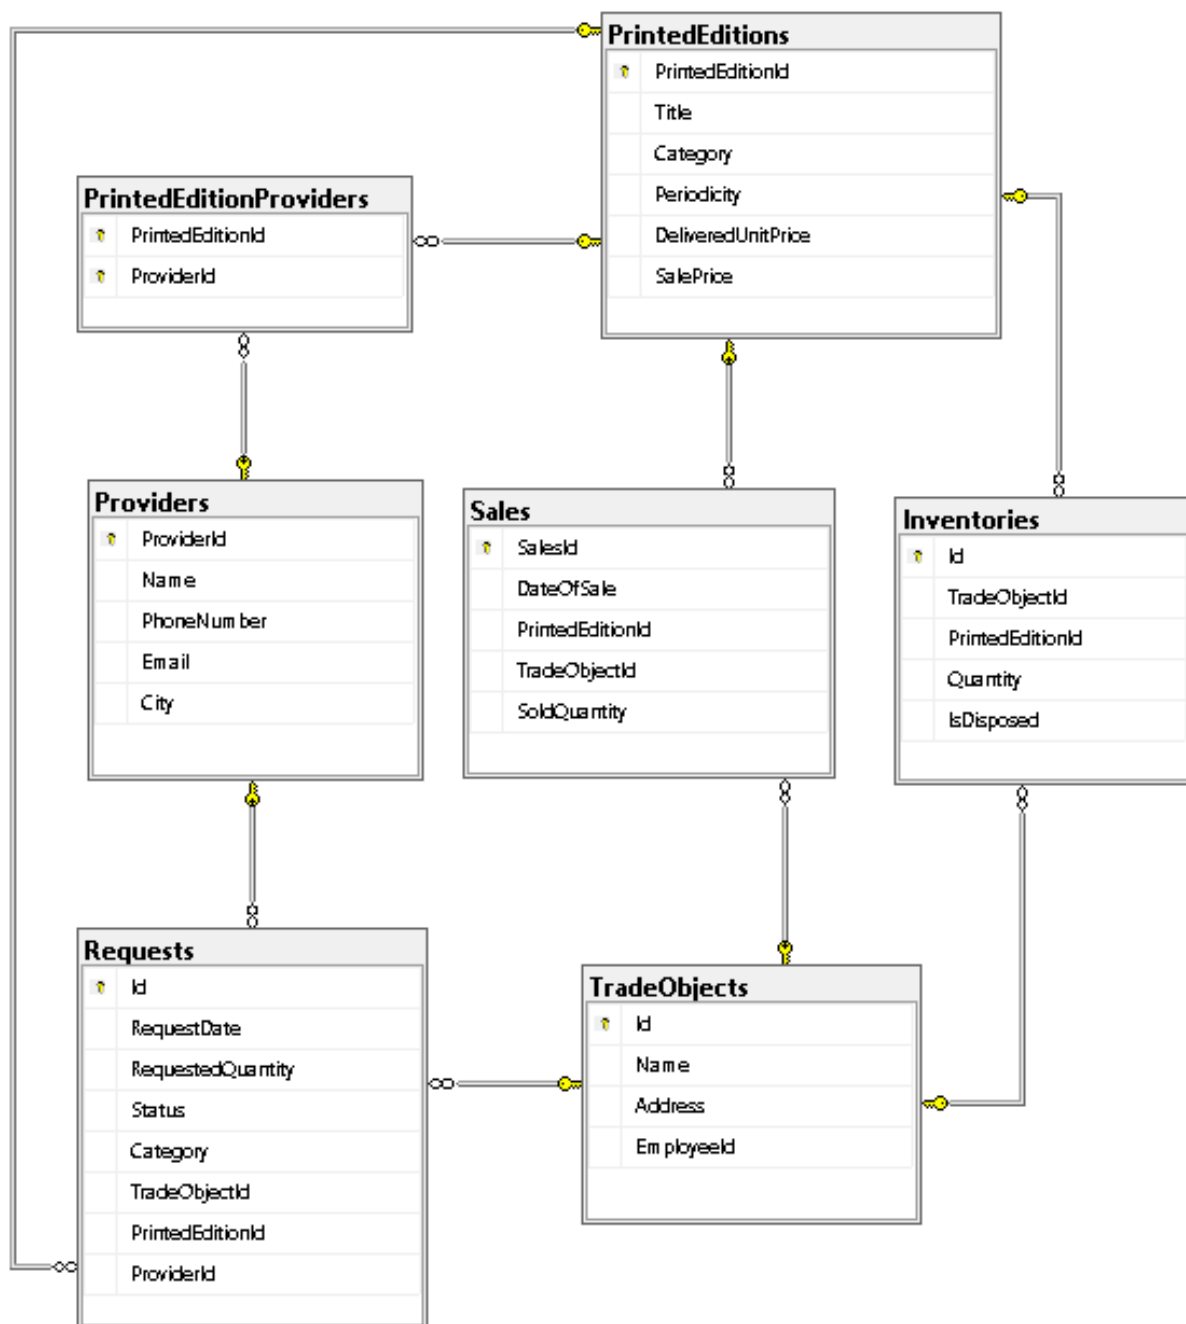 PrintedEditions
PrintedEditionId
Title
Category
Periodicity
DeliveredUnitPrice
SalePrice
PrintedEditionProviders
PrintedEditionId
ProviderId
Providers
ProviderId
Name
PhoneNumber
Email
City
Sales
SalesId
DateOfSale
PrintedEditionId
TradeObjectId
SoldQuantity
Inventories
Id
TradeObjectId
PrintedEditionId
Quantity
IsDisposed
Requests
Id
RequestDate
RequestedQuantity
Status
Category
TradeObjectId
PrintedEditionId
ProviderId
TradeObjects
Id
Name
Address
EmployeeId